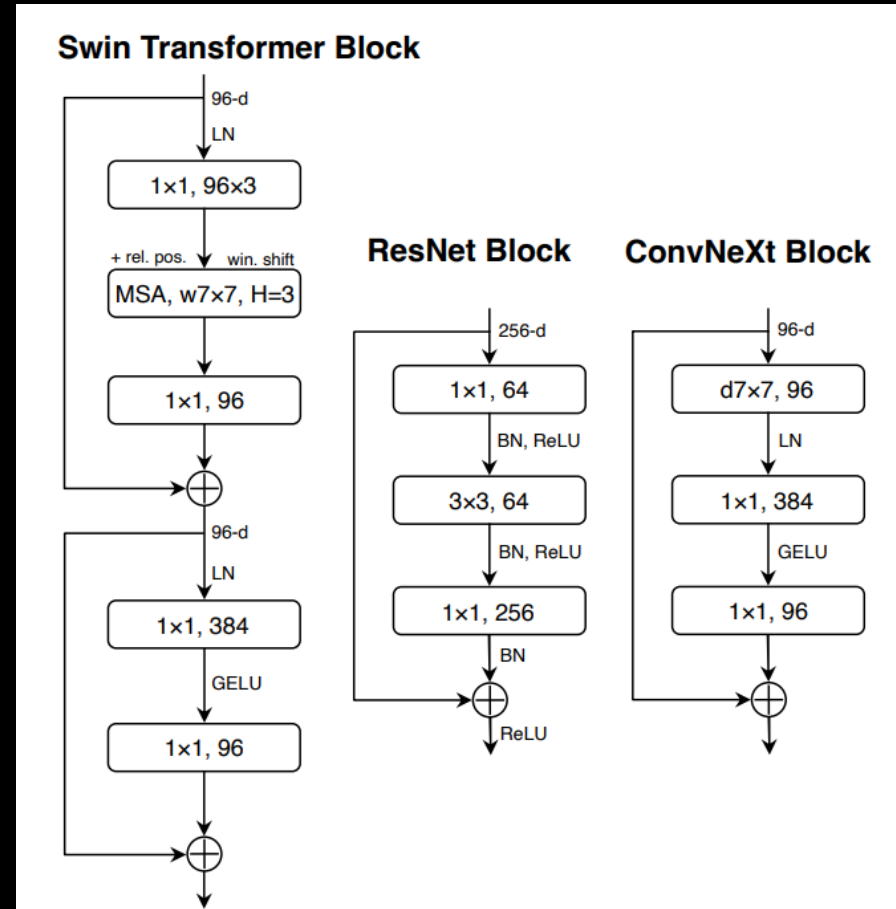 Swin Transformer Block
96-d
LN
1×1, 96×3
+ rel. pos. win. shift
MSA, w7×7, H=3
1×1, 96
96-d
LN
1×1, 384
GELU
1×1, 96
ResNet Block
256-d
1×1, 64
BN, ReLU
3×3, 64
BN, ReLU
1×1, 256
BN
ReLU
ConvNeXt Block
96-d
d7×7, 96
LN
1×1, 384
GELU
1×1, 96